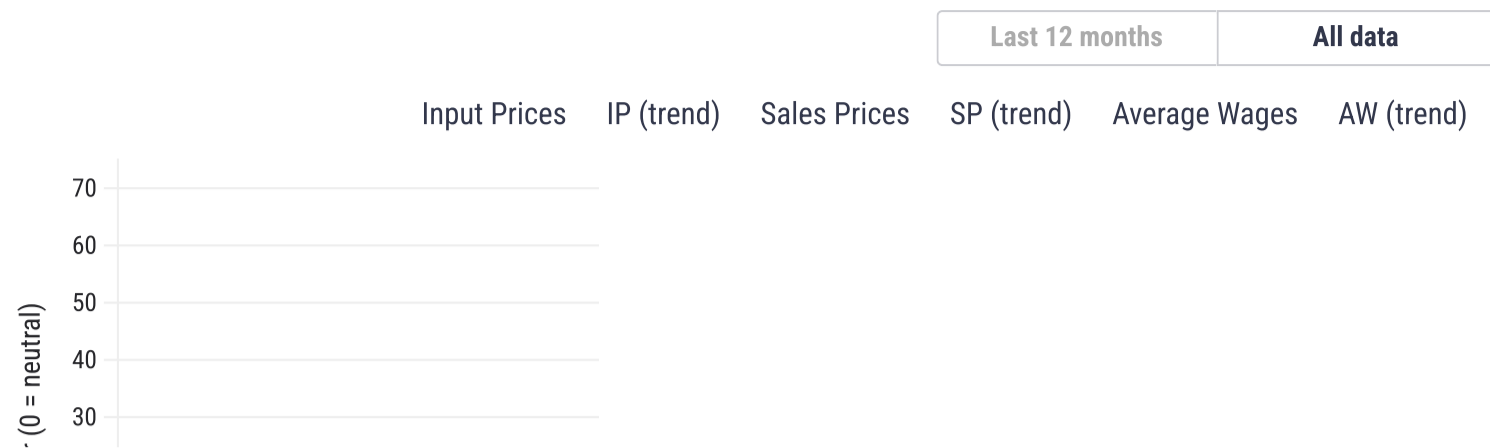 Last 12 months All data
Input Prices IP (trend) Sales Prices SP (trend) Average Wages AW (trend)
70
60
50
40
30
(0 = neutral)